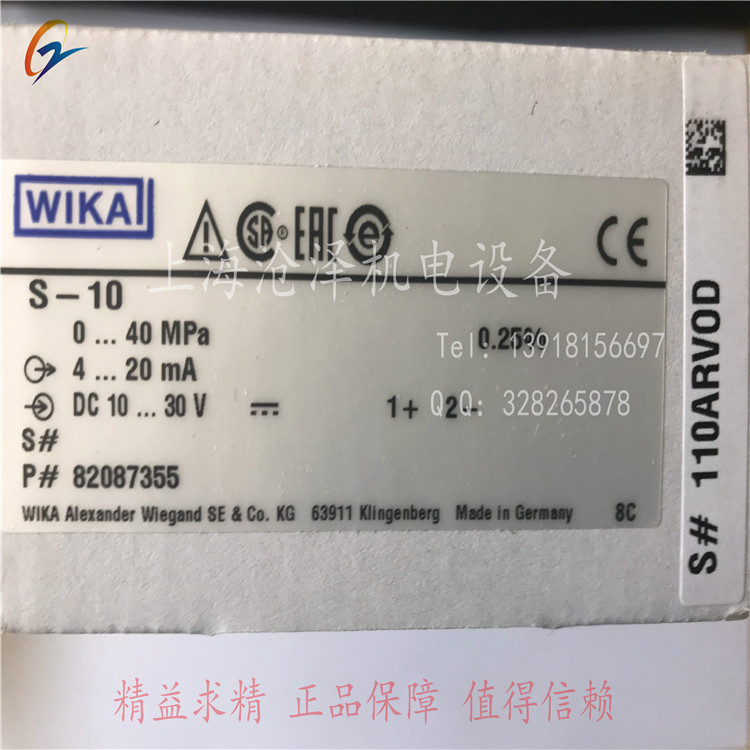 WIKA
SA
EAC
e
CE
上海沧泽机电设备
S-10
0 ... 40 MPa
0.25%
Tel: 13918156697
4 ... 20 mA
DC 10 ... 30 V
1+ 2-
QQ: 328265878
S#
P# 82087355
WIKA Alexander Wiegand SE & Co. KG 63911 Klingenberg Made in Germany 8C
S# 110ARVOD
精益求精 正品保障 值得信赖